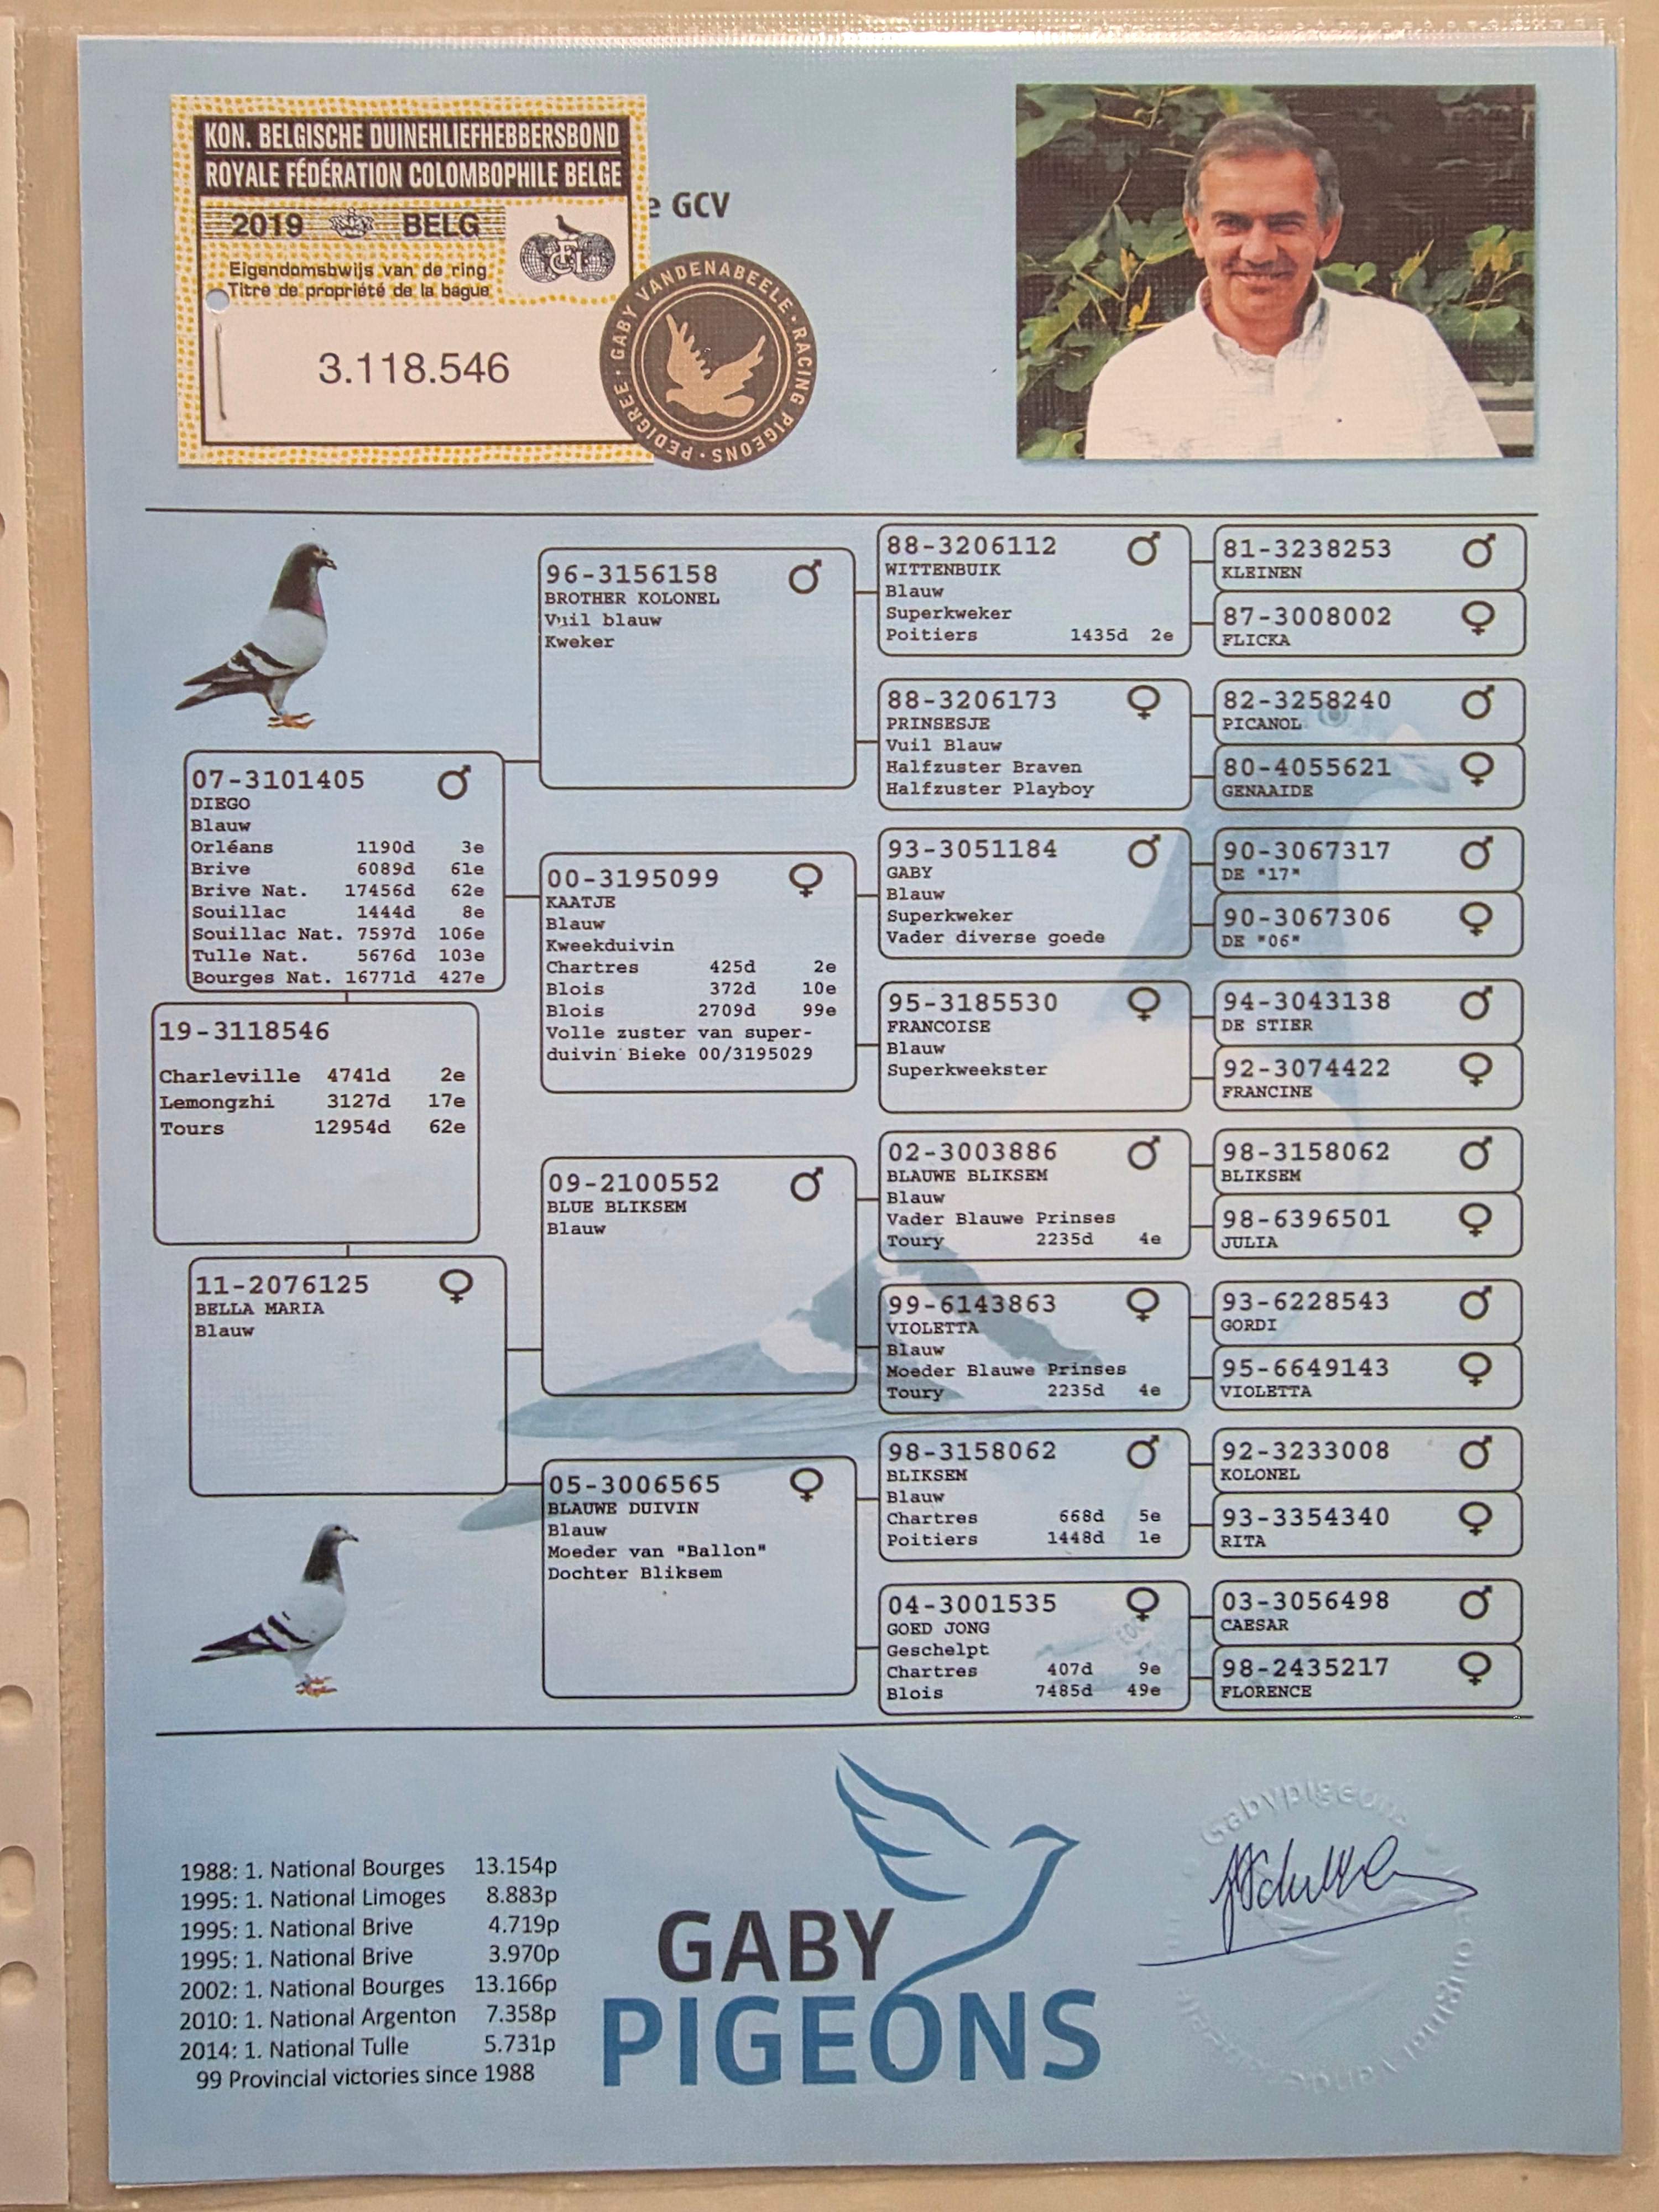 KON. BELGISCHE DUINEHLIEFHEBBERSBOND
ROYALE FÉDÉRATION COLOMBOPHILE BELGE
2019 BELG
FCI
Eigendomsbwijs van de ring
Titre de propriété de la bague
3.118.546
e GCV
GABY VANDENABEELE · RACING PIGEONS · PEDIGREE ·
96-3156158
BROTHER KOLONEL
Vuil blauw
Kweker
88-3206112
WITTENBUIK
Blauw
Superkweker
Poitiers 1435d 2e
81-3238253
KLEINEN
87-3008002
FLICKA
88-3206173
PRINSESJE
Vuil Blauw
Halfzuster Braven
Halfzuster Playboy
82-3258240
PICANOL
80-4055621
GENAAIDE
07-3101405
DIEGO
Blauw
Orléans 1190d 3e
Brive 6089d 61e
Brive Nat. 17456d 62e
Souillac 1444d 8e
Souillac Nat. 7597d 106e
Tulle Nat. 5676d 103e
Bourges Nat. 16771d 427e
00-3195099
KAATJE
Blauw
Kweekduivin
Chartres 425d 2e
Blois 372d 10e
Blois 2709d 99e
Volle zuster van super-
duivin Bieke 00/3195029
93-3051184
GABY
Blauw
Superkweker
Vader diverse goede
90-3067317
DE "17"
90-3067306
DE "06"
95-3185530
FRANCOISE
Blauw
Superkweekster
94-3043138
DE STIER
92-3074422
FRANCINE
19-3118546
Charleville 4741d 2e
Lemongzhi 3127d 17e
Tours 12954d 62e
09-2100552
BLUE BLIKSEM
Blauw
02-3003886
BLAUWE BLIKSEM
Blauw
Vader Blauwe Prinses
Toury 2235d 4e
98-3158062
BLIKSEM
98-6396501
JULIA
11-2076125
BELLA MARIA
Blauw
99-6143863
VIOLETTA
Blauw
Moeder Blauwe Prinses
Toury 2235d 4e
93-6228543
GORDI
95-6649143
VIOLETTA
05-3006565
BLAUWE DUIVIN
Blauw
Moeder van "Ballon"
Dochter Bliksem
98-3158062
BLIKSEM
Blauw
Chartres 668d 5e
Poitiers 1448d 1e
92-3233008
KOLONEL
93-3354340
RITA
04-3001535
GOED JONG
Geschelpt
Chartres 407d 9e
Blois 7485d 49e
03-3056498
CAESAR
98-2435217
FLORENCE
1988: 1. National Bourges 13.154p
1995: 1. National Limoges 8.883p
1995: 1. National Brive 4.719p
1995: 1. National Brive 3.970p
2002: 1. National Bourges 13.166p
2010: 1. National Argenton 7.358p
2014: 1. National Tulle 5.731p
99 Provincial victories since 1988
GABY
PIGEONS
Gabypigeons